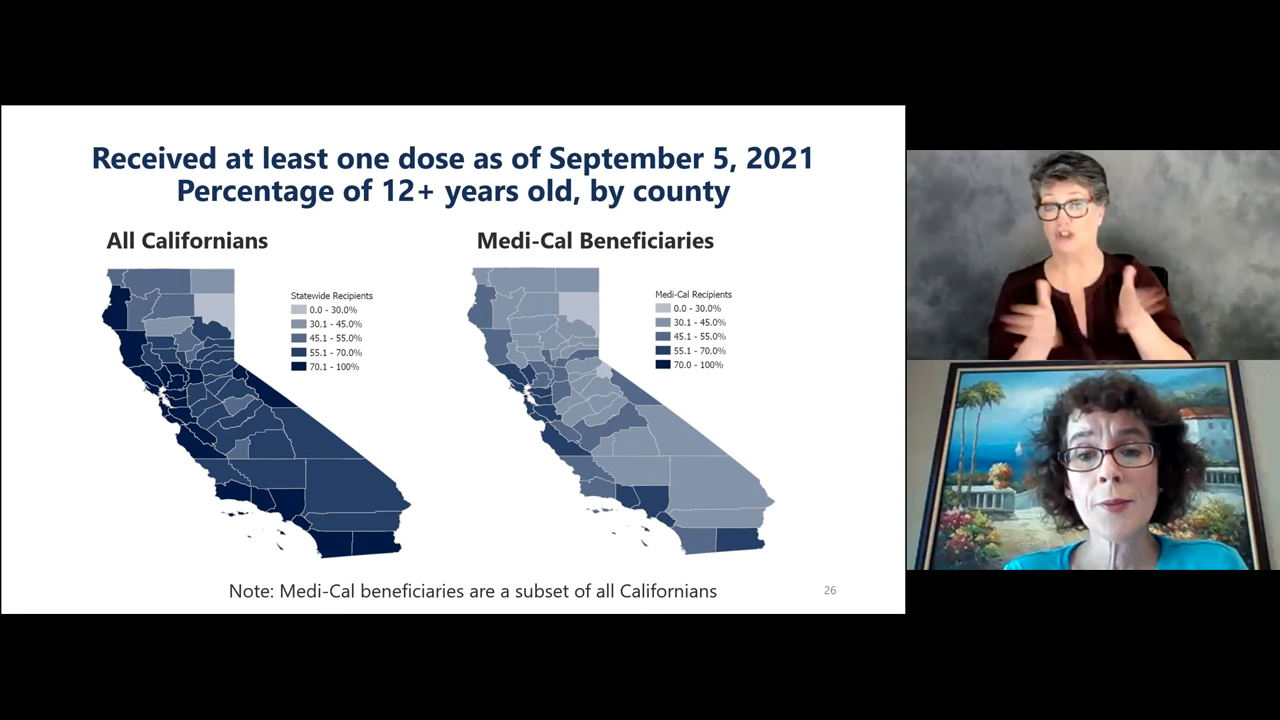 Received at least one dose as of September 5, 2021
Percentage of 12+ years old, by county
All Californians
Medi-Cal Beneficiaries
Statewide Recipients
0.0 - 30.0%
30.1 - 45.0%
45.1 - 55.0%
55.1 - 70.0%
70.1 - 100%
Medi-Cal Recipients
0.0 - 30.0%
30.1 - 45.0%
45.1 - 55.0%
55.1 - 70.0%
70.0 - 100%
Note: Medi-Cal beneficiaries are a subset of all Californians
26